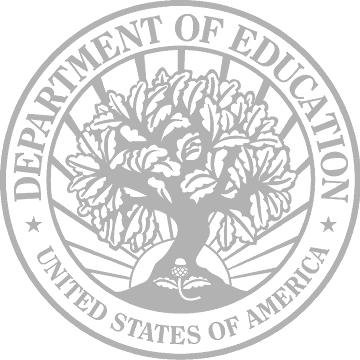 DEPARTMENT OF EDUCATION
UNITED STATES OF AMERICA